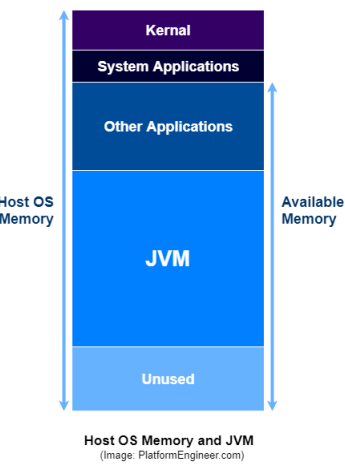 Kernal
System Applications
Other Applications
Host OS
Memory
Available
Memory
JVM
Unused
Host OS Memory and JVM
(Image: PlatformEngineer.com)